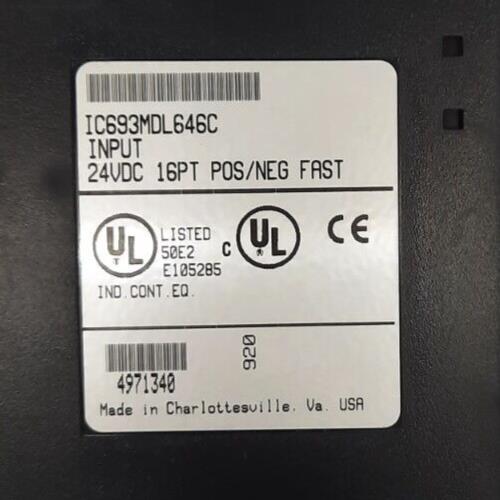 IC693MDL646C
INPUT
24VDC 16PT POS/NEG FAST
UL LISTED C UL CE
50E2
E105285
IND.CONT.EQ.
920
4971340
Made in Charlottesville, Va. USA